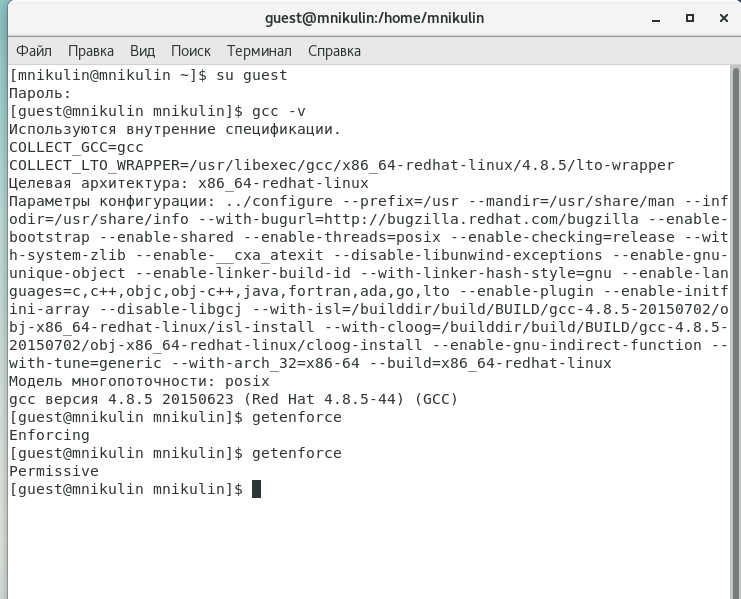 guest@mnikulin:/home/mnikulin
Файл Правка Вид Поиск Терминал Справка
[mnikulin@mnikulin ~]$ su guest
Пароль:
[guest@mnikulin mnikulin]$ gcc -v
Используются внутренние спецификации.
COLLECT_GCC=gcc
COLLECT_LTO_WRAPPER=/usr/libexec/gcc/x86_64-redhat-linux/4.8.5/lto-wrapper
Целевая архитектура: x86_64-redhat-linux
Параметры конфигурации: ../configure --prefix=/usr --mandir=/usr/share/man --inf
odir=/usr/share/info --with-bugurl=http://bugzilla.redhat.com/bugzilla --enable-
bootstrap --enable-shared --enable-threads=posix --enable-checking=release --wit
h-system-zlib --enable-__cxa_atexit --disable-libunwind-exceptions --enable-gnu-
unique-object --enable-linker-build-id --with-linker-hash-style=gnu --enable-lan
guages=c,c++,objc,obj-c++,java,fortran,ada,go,lto --enable-plugin --enable-initf
ini-array --disable-libgcj --with-isl=/builddir/build/BUILD/gcc-4.8.5-20150702/o
bj-x86_64-redhat-linux/isl-install --with-cloog=/builddir/build/BUILD/gcc-4.8.5-
20150702/obj-x86_64-redhat-linux/cloog-install --enable-gnu-indirect-function --
with-tune=generic --with-arch_32=x86-64 --build=x86_64-redhat-linux
Модель многопоточности: posix
gcc версия 4.8.5 20150623 (Red Hat 4.8.5-44) (GCC)
[guest@mnikulin mnikulin]$ getenforce
Enforcing
[guest@mnikulin mnikulin]$ getenforce
Permissive
[guest@mnikulin mnikulin]$